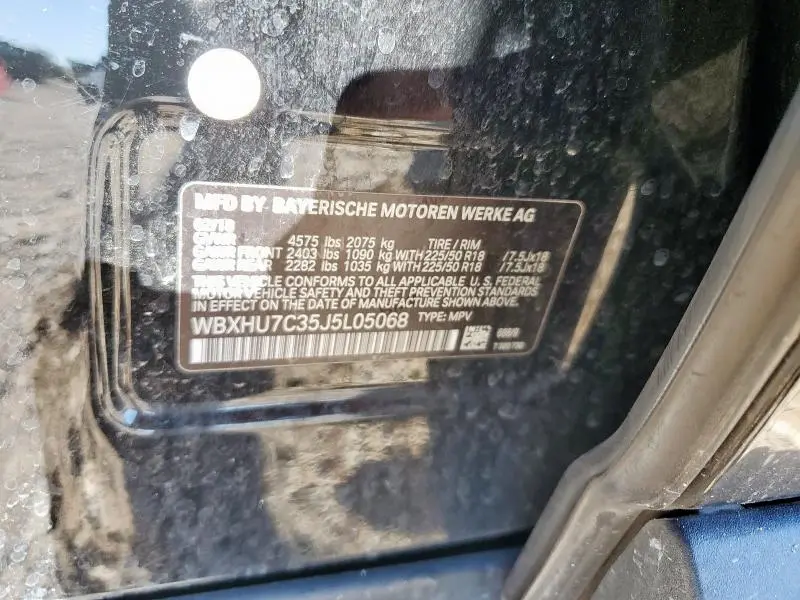 MFD BY BAYERISCHE MOTOREN WERKE AG
02/18
GVWR 4575 lbs 2075 kg TIRE / RIM
GAWR FRONT 2403 lbs 1090 kg WITH 225/50 R18 /7.5Jx18
GAWR REAR 2282 lbs 1035 kg WITH 225/50 R18 /7.5Jx18
THIS VEHICLE CONFORMS TO ALL APPLICABLE U. S. FEDERAL
MOTOR VEHICLE SAFETY AND THEFT PREVENTION STANDARDS
IN EFFECT ON THE DATE OF MANUFACTURE SHOWN ABOVE.
WBXHU7C35J5L05068 TYPE: MPV